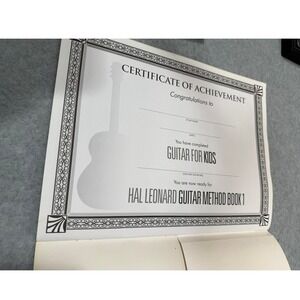 CERTIFICATE OF ACHIEVEMENT
Congratulations to
You have completed
GUITAR FOR KIDS
You are now ready for
HAL LEONARD GUITAR METHOD BOOK 1